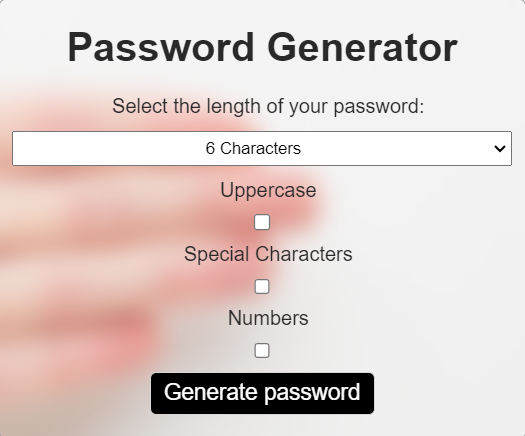 Password Generator
Select the length of your password:
6 Characters
Uppercase
Special Characters
Numbers
Generate password